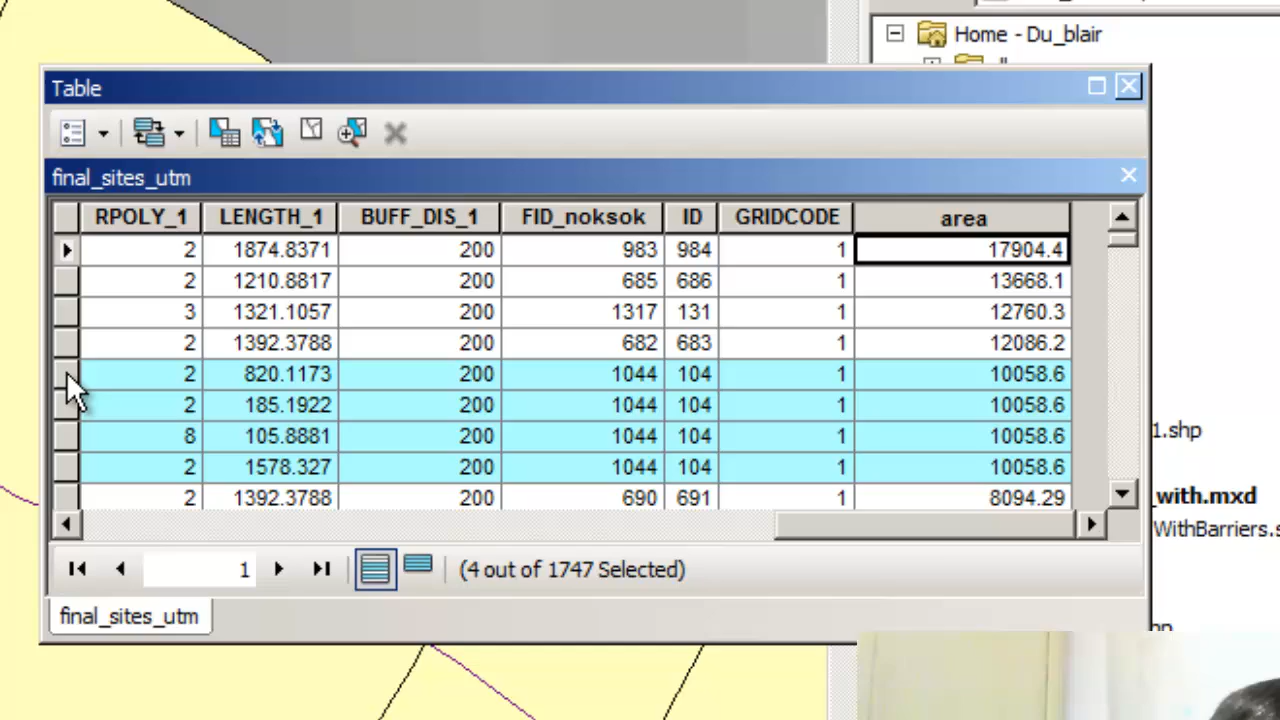 Home - Du_blair
Table
final_sites_utm
RPOLY_1 LENGTH_1 BUFF_DIS_1 FID_noksok ID GRIDCODE area
2 1874.8371 200 983 984 1 17904.4
2 1210.8817 200 685 686 1 13668.1
3 1321.1057 200 1317 131 1 12760.3
2 1392.3788 200 682 683 1 12086.2
2 820.1173 200 1044 104 1 10058.6
2 185.1922 200 1044 104 1 10058.6
8 105.8881 200 1044 104 1 10058.6
2 1578.327 200 1044 104 1 10058.6
2 1392.3788 200 690 691 1 8094.29
1.shp
_with.mxd
WithBarriers.s
1 (4 out of 1747 Selected)
final_sites_utm